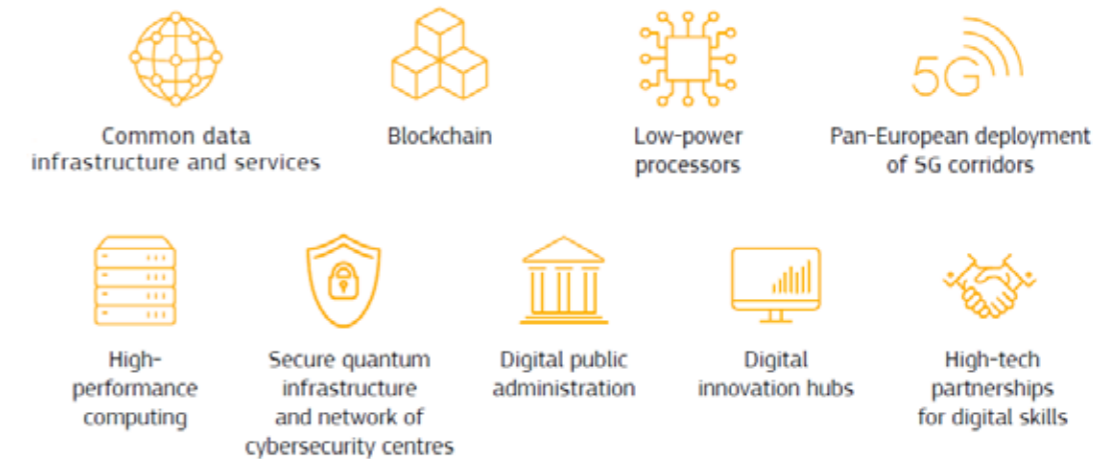 5G
Common data
infrastructure and services
Blockchain
Low-power
processors
Pan-European deployment
of 5G corridors
High-
performance
computing
Secure quantum
infrastructure
and network of
cybersecurity centres
Digital public
administration
Digital
innovation hubs
High-tech
partnerships
for digital skills